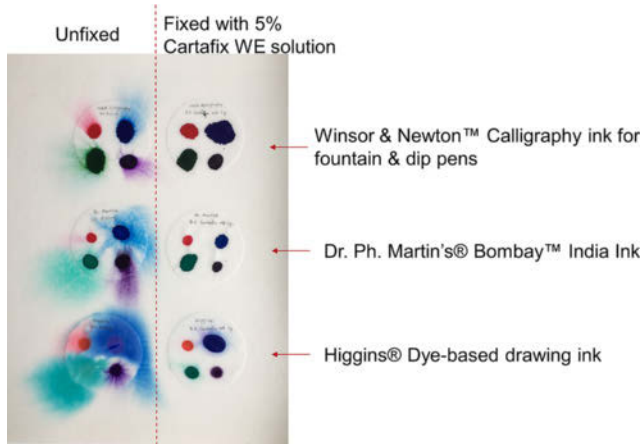 Unfixed
Fixed with 5%
Cartafix WE solution
Winsor & Newton™ Calligraphy ink for
fountain & dip pens
Dr. Ph. Martin's® Bombay™ India Ink
Higgins® Dye-based drawing ink